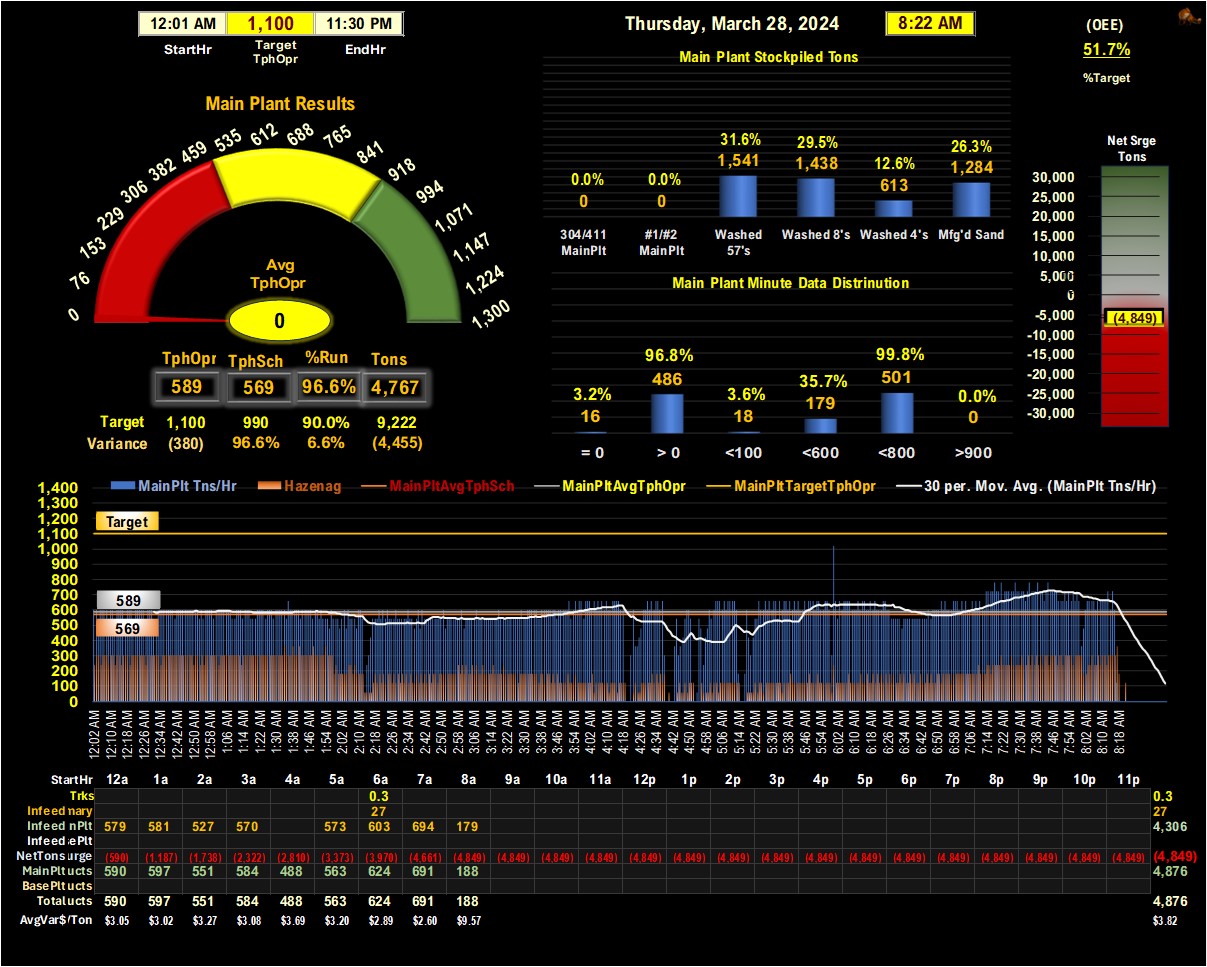 12:01 AM 1,100 11:30 PM
StartHr Target TphOpr EndHr
Thursday, March 28, 2024 8:22 AM
(OEE)
51.7%
%Target
Main Plant Results
0 76 153 229 306 382 459 535 612 688 765 841 918 994 1,071 1,147 1,224 1,300
Avg
TphOpr
0
TphOpr TphSch %Run Tons
589 569 96.6% 4,767
Target 1,100 990 90.0% 9,222
Variance (380) 96.6% 6.6% (4,455)
Main Plant Stockpiled Tons
0.0% 0.0% 31.6% 29.5% 12.6% 26.3%
0 0 1,541 1,438 613 1,284
304/411 MainPlt #1/#2 MainPlt Washed 57's Washed 8's Washed 4's Mfg'd Sand
Main Plant Minute Data Distrinution
3.2% 96.8% 3.6% 35.7% 99.8% 0.0%
16 486 18 179 501 0
= 0 > 0 <100 <600 <800 >900
Net Srge
Tons
30,000
25,000
20,000
15,000
10,000
5,000
0
-5,000
(4,849)
-10,000
-15,000
-20,000
-25,000
-30,000
MainPlt Tns/Hr Hazenag MainPltAvgTphSch MainPltAvgTphOpr MainPltTargetTphOpr 30 per. Mov. Avg. (MainPlt Tns/Hr)
1,400
1,300
1,200
1,100
1,000
900
800
700
600
500
400
300
200
100
0
Target
589
569
12:02 AM 12:10 AM 12:18 AM 12:26 AM 12:34 AM 12:42 AM 12:50 AM 12:58 AM 1:06 AM 1:14 AM 1:22 AM 1:30 AM 1:38 AM 1:46 AM 1:54 AM 2:02 AM 2:10 AM 2:18 AM 2:26 AM 2:34 AM 2:42 AM 2:50 AM 2:58 AM 3:06 AM 3:14 AM 3:22 AM 3:30 AM 3:38 AM 3:46 AM 3:54 AM 4:02 AM 4:10 AM 4:18 AM 4:26 AM 4:34 AM 4:42 AM 4:50 AM 4:58 AM 5:06 AM 5:14 AM 5:22 AM 5:30 AM 5:38 AM 5:46 AM 5:54 AM 6:02 AM 6:10 AM 6:18 AM 6:26 AM 6:34 AM 6:42 AM 6:50 AM 6:58 AM 7:06 AM 7:14 AM 7:22 AM 7:30 AM 7:38 AM 7:46 AM 7:54 AM 8:02 AM 8:10 AM 8:18 AM
StartHr 12a 1a 2a 3a 4a 5a 6a 7a 8a 9a 10a 11a 12p 1p 2p 3p 4p 5p 6p 7p 8p 9p 10p 11p
Trks 0.3 0.3
Infeed nary 27 27
Infeed nPlt 579 581 527 570 573 603 694 179 4,306
Infeed ePlt
NetTons urge (590) (1,187) (1,738) (2,322) (2,810) (3,373) (3,970) (4,661) (4,849) (4,849) (4,849) (4,849) (4,849) (4,849) (4,849) (4,849) (4,849) (4,849) (4,849) (4,849) (4,849) (4,849) (4,849) (4,849) (4,849)
MainPlt ucts 590 597 551 584 488 563 624 691 188 4,876
BasePlt ucts
Total ucts 590 597 551 584 488 563 624 691 188 4,876
AvgVar$/Ton $3.05 $3.02 $3.27 $3.08 $3.69 $3.20 $2.89 $2.60 $9.57 $3.82